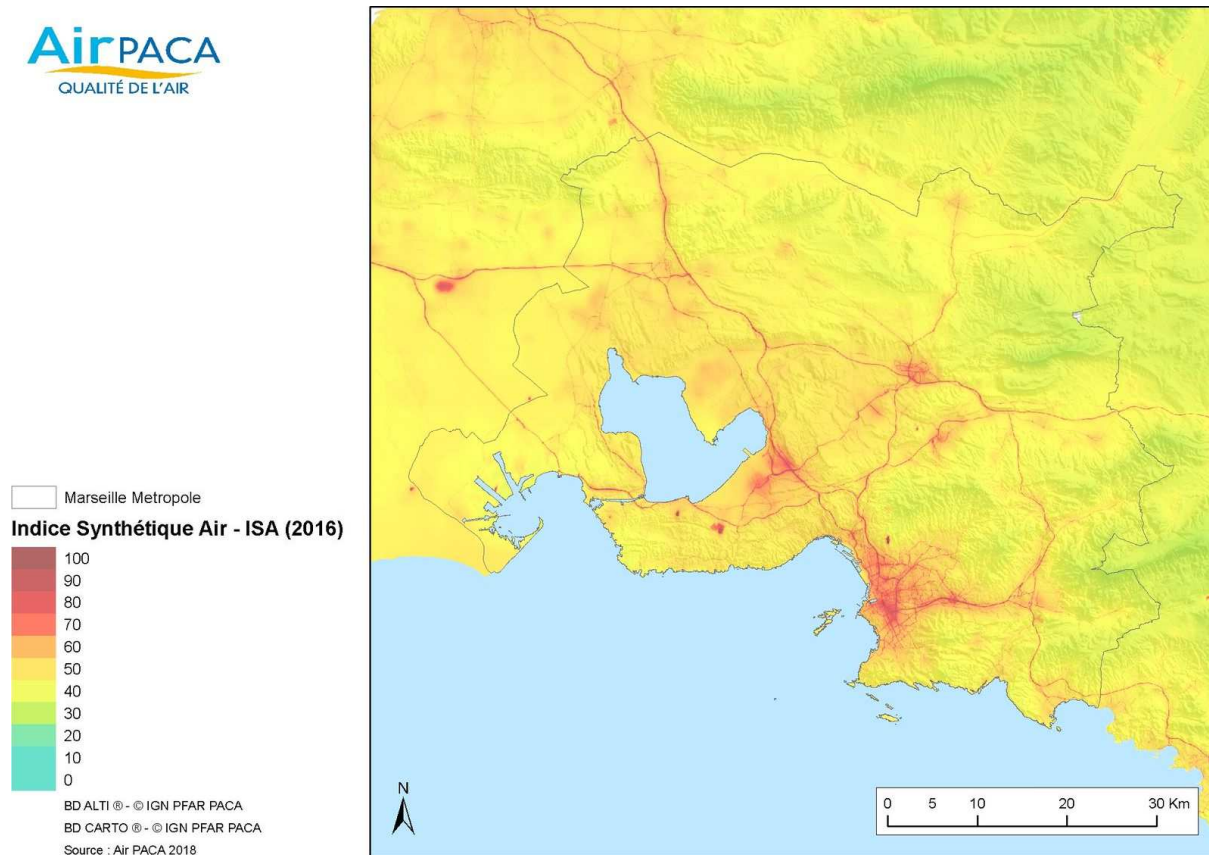 AirPACA
QUALITÉ DE L'AIR
Marseille Metropole
Indice Synthétique Air - ISA (2016)
100
90
80
70
60
50
40
30
20
10
0
BD ALTI ® - © IGN PFAR PACA
BD CARTO ® - © IGN PFAR PACA
Source : Air PACA 2018
N
0 5 10 20 30 Km